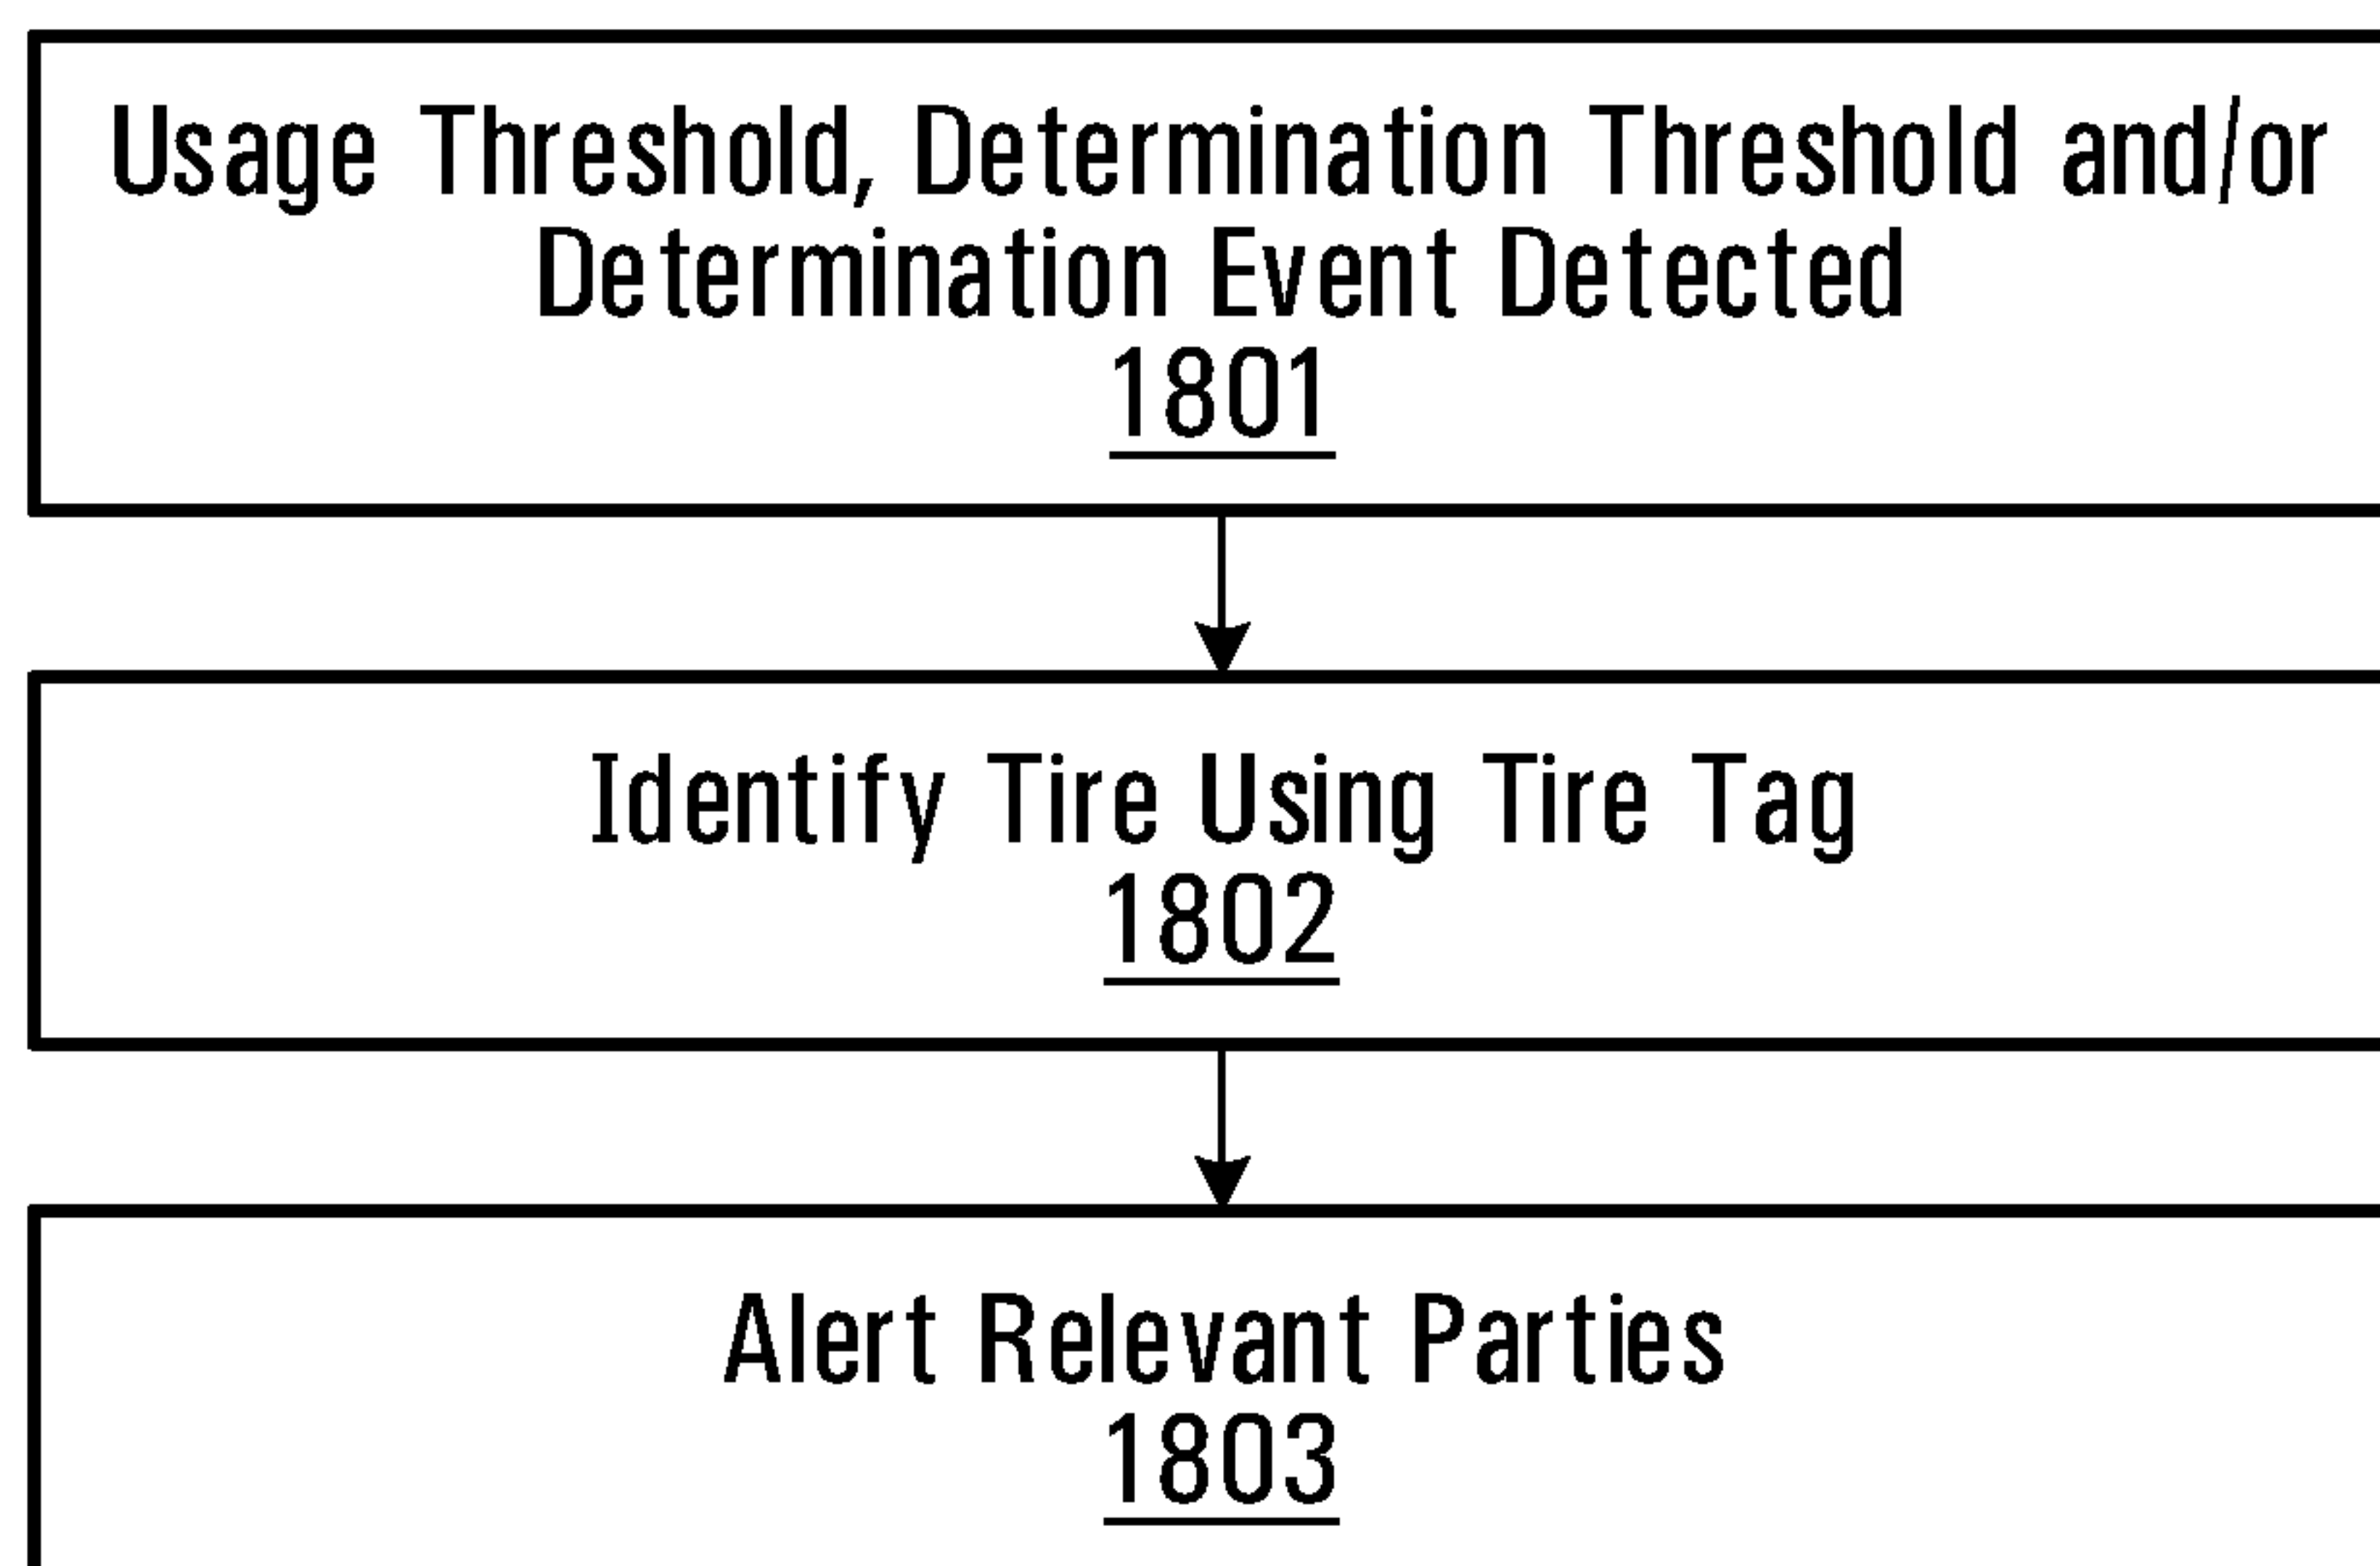 Usage Threshold, Determination Threshold and/or
Determination Event Detected
1801
Identify Tire Using Tire Tag
1802
Alert Relevant Parties
1803